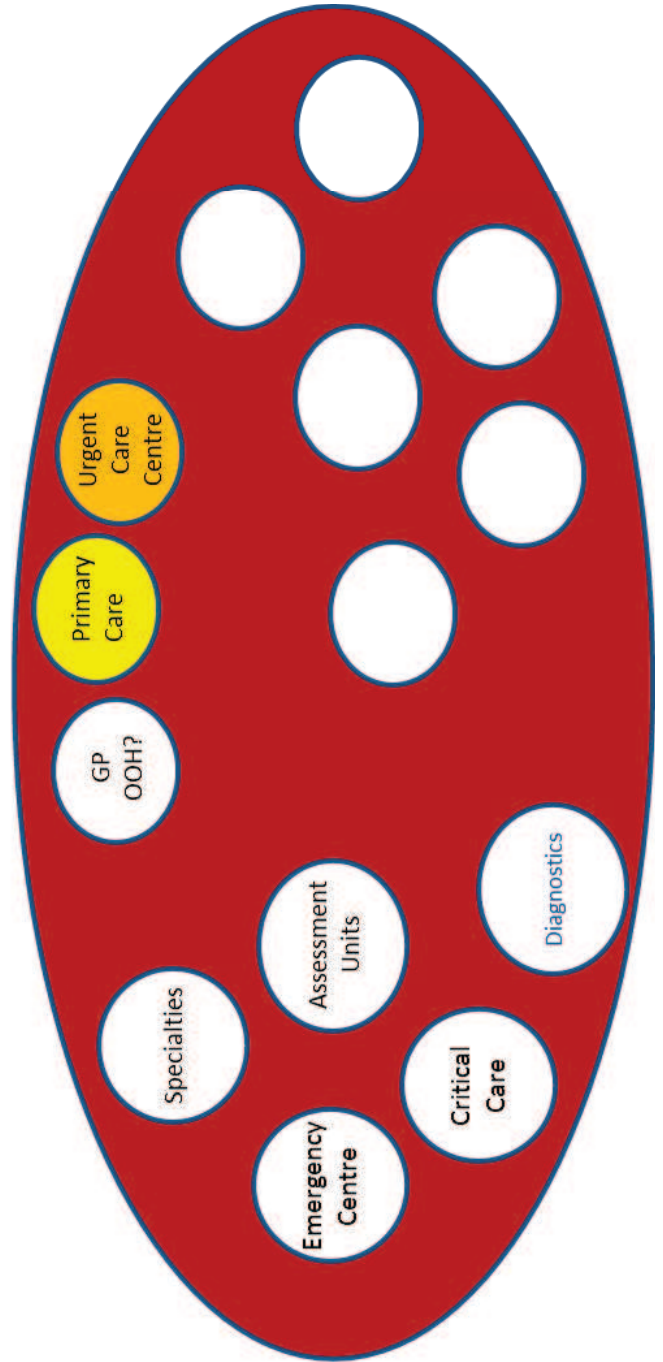 Emergency
Centre
Specialties
Critical
Care
Assessment
Units
Diagnostics
GP
OOH?
Primary
Care
Urgent
Care
Centre